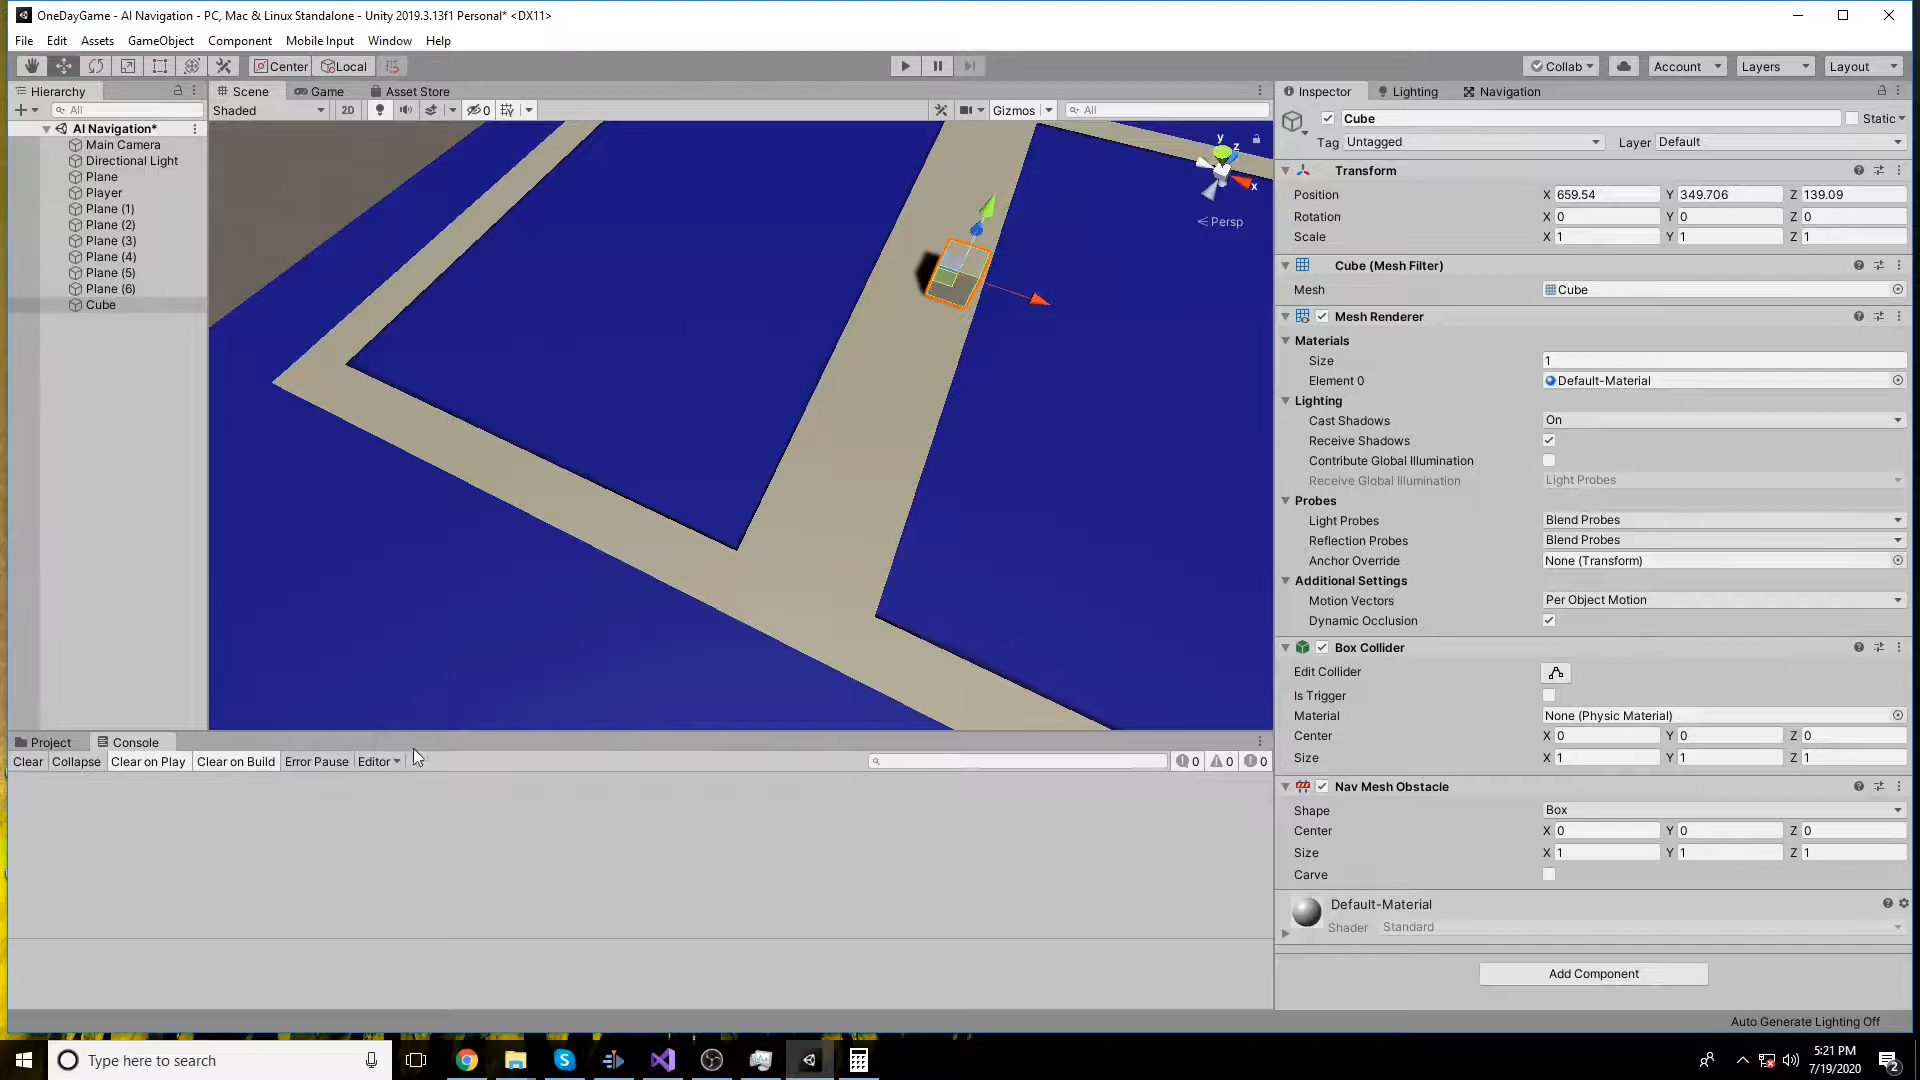 OneDayGame - AI Navigation - PC, Mac & Linux Standalone - Unity 2019.3.13f1 Personal* <DX11>
File Edit Assets GameObject Component Mobile Input Window Help
Center Local Collab Account Layers Layout
Hierarchy Scene Game Asset Store Inspector Lighting Navigation
All Shaded 2D 0 Gizmos All
Cube Static
Tag Untagged Layer Default
AI Navigation*
Main Camera
Directional Light
Plane
Player
Plane (1)
Plane (2)
Plane (3)
Plane (4)
Plane (5)
Plane (6)
Cube
y
z
x
Persp
Transform
Position X 659.54 Y 349.706 Z 139.09
Rotation X 0 Y 0 Z 0
Scale X 1 Y 1 Z 1
Cube (Mesh Filter)
Mesh Cube
Mesh Renderer
Materials
Size 1
Element 0 Default-Material
Lighting
Cast Shadows On
Receive Shadows
Contribute Global Illumination
Receive Global Illumination Light Probes
Probes
Light Probes Blend Probes
Reflection Probes Blend Probes
Anchor Override None (Transform)
Additional Settings
Motion Vectors Per Object Motion
Dynamic Occlusion
Box Collider
Edit Collider
Is Trigger
Material None (Physic Material)
Center X 0 Y 0 Z 0
Size X 1 Y 1 Z 1
Nav Mesh Obstacle
Shape Box
Center X 0 Y 0 Z 0
Size X 1 Y 1 Z 1
Carve
Default-Material
Shader Standard
Add Component
Project Console
Clear Collapse Clear on Play Clear on Build Error Pause Editor 0 0 0
Auto Generate Lighting Off
Type here to search
5:21 PM
7/19/2020
2